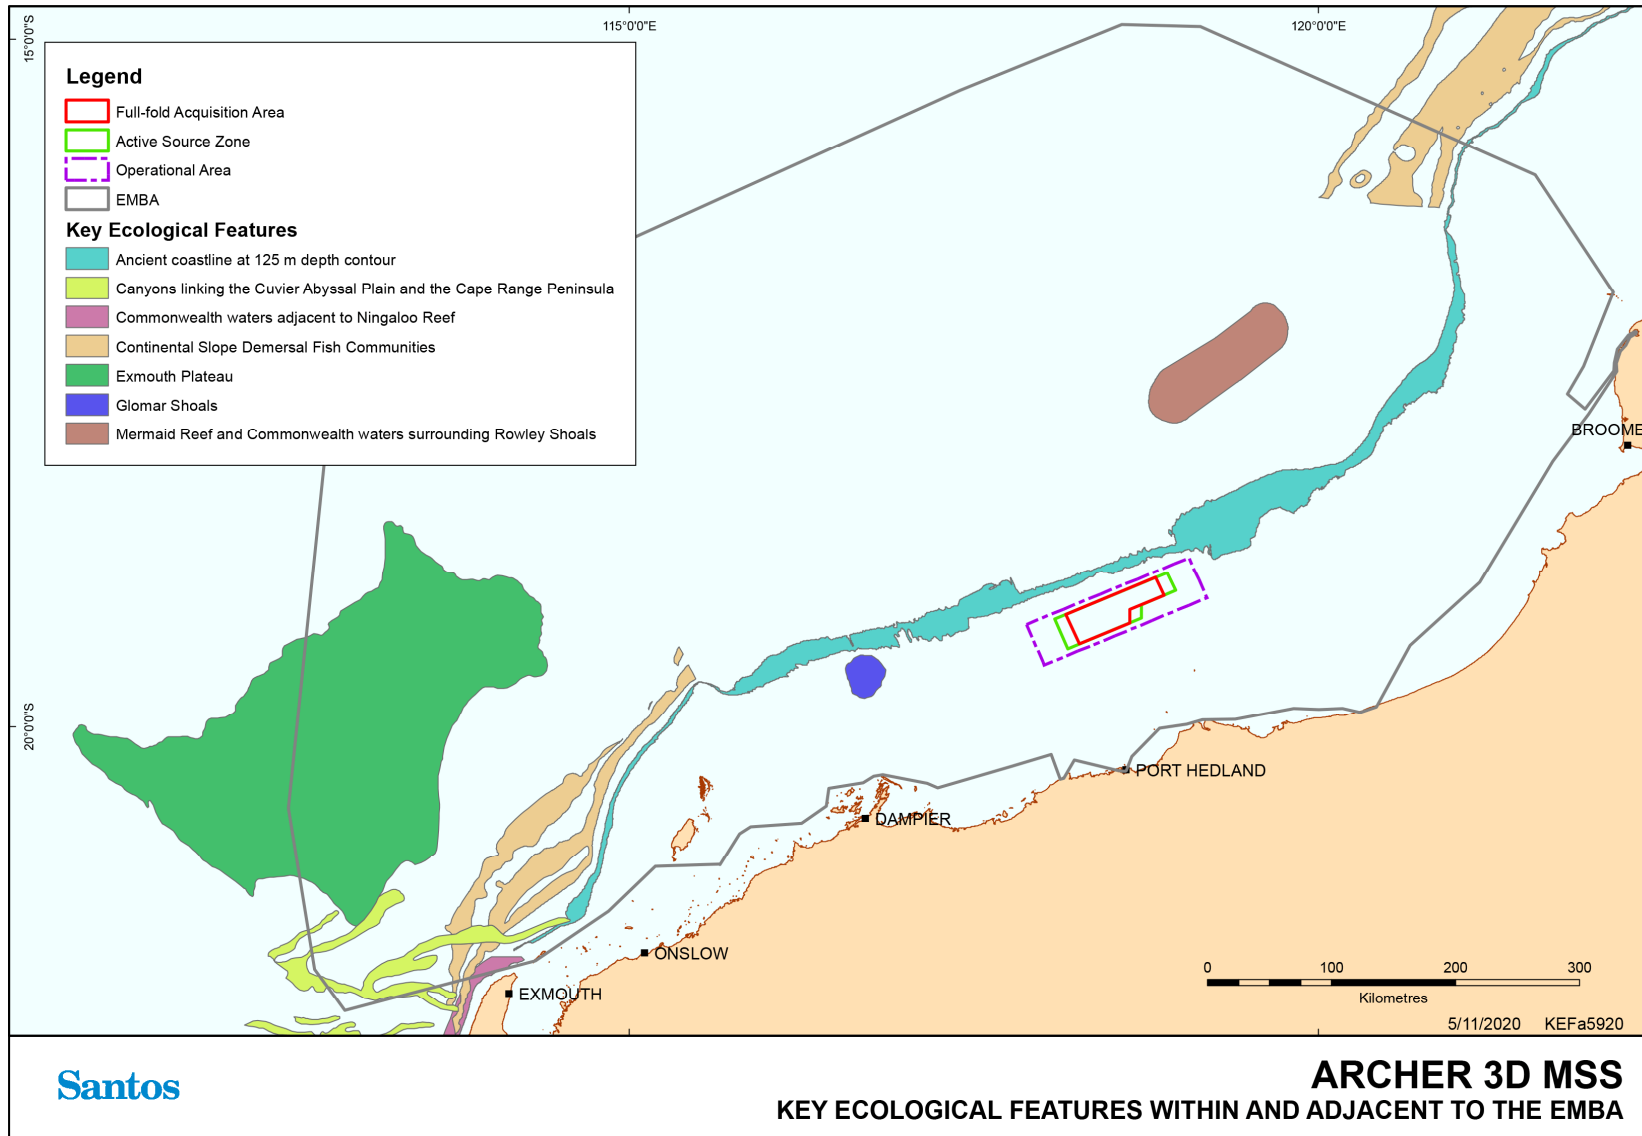 115°0'0"E
120°0'0"E
15°0'0"S
20°0'0"S
Legend
Full-fold Acquisition Area
Active Source Zone
Operational Area
EMBA
Key Ecological Features
Ancient coastline at 125 m depth contour
Canyons linking the Cuvier Abyssal Plain and the Cape Range Peninsula
Commonwealth waters adjacent to Ningaloo Reef
Continental Slope Demersal Fish Communities
Exmouth Plateau
Glomar Shoals
Mermaid Reef and Commonwealth waters surrounding Rowley Shoals
BROOME
PORT HEDLAND
DAMPIER
ONSLOW
EXMOUTH
0 100 200 300
Kilometres
5/11/2020 KEFa5920
Santos
ARCHER 3D MSS
KEY ECOLOGICAL FEATURES WITHIN AND ADJACENT TO THE EMBA